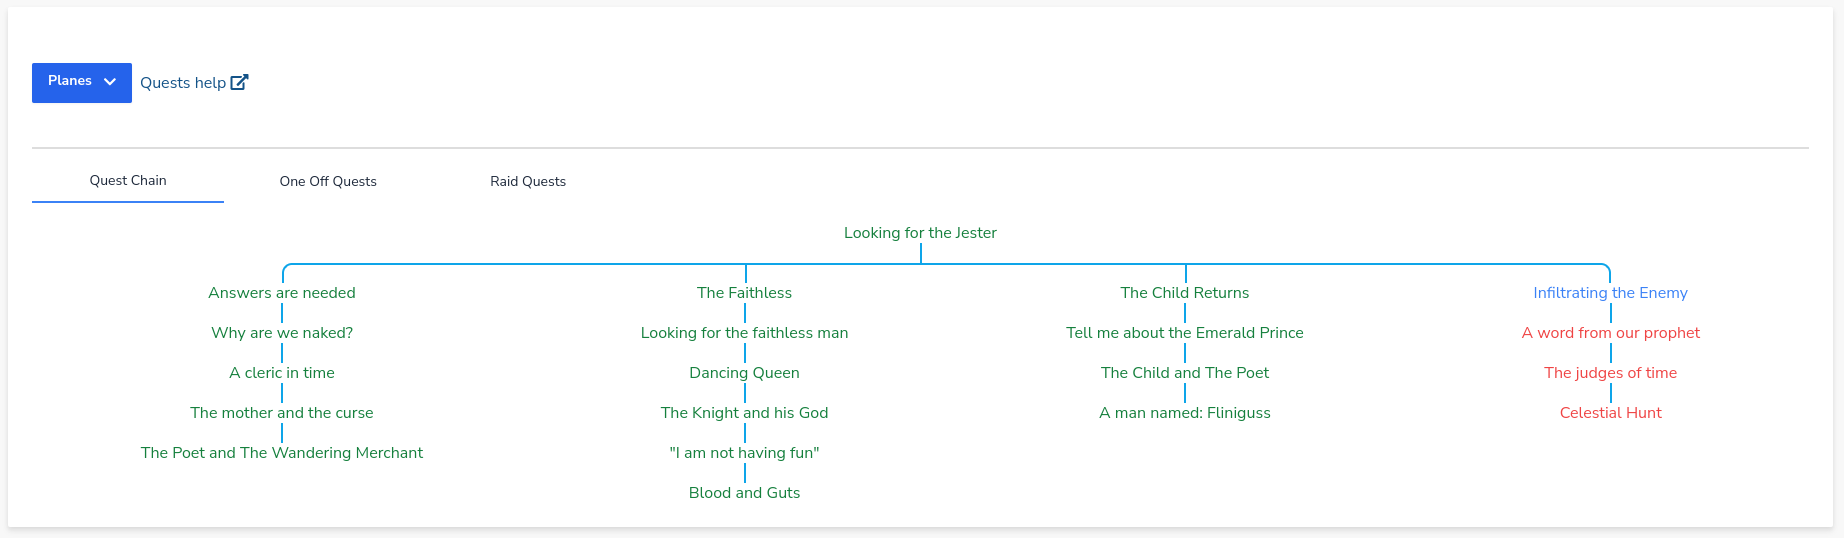 Planes
Quests help
Quest Chain
One Off Quests
Raid Quests
Looking for the Jester
Answers are needed
The Faithless
The Child Returns
Infiltrating the Enemy
Why are we naked?
Looking for the faithless man
Tell me about the Emerald Prince
A word from our prophet
A cleric in time
Dancing Queen
The Child and The Poet
The judges of time
The mother and the curse
The Knight and his God
A man named: Fliniguss
Celestial Hunt
The Poet and The Wandering Merchant
"I am not having fun"
Blood and Guts